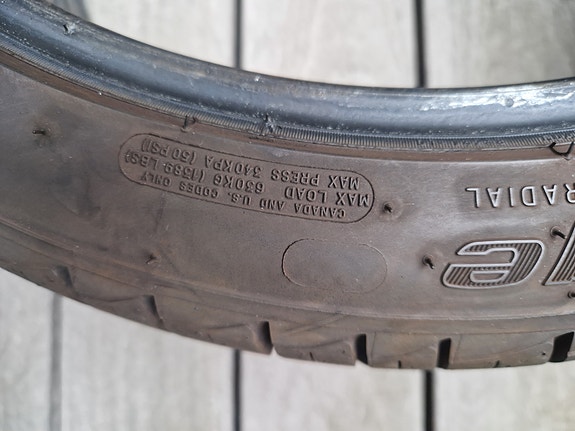 CANADA AND U.S. CODES ONLY
MAX LOAD 630KG (1389 LBS)
MAX PRESS 340KPA (50 PSI)
RADIAL
e